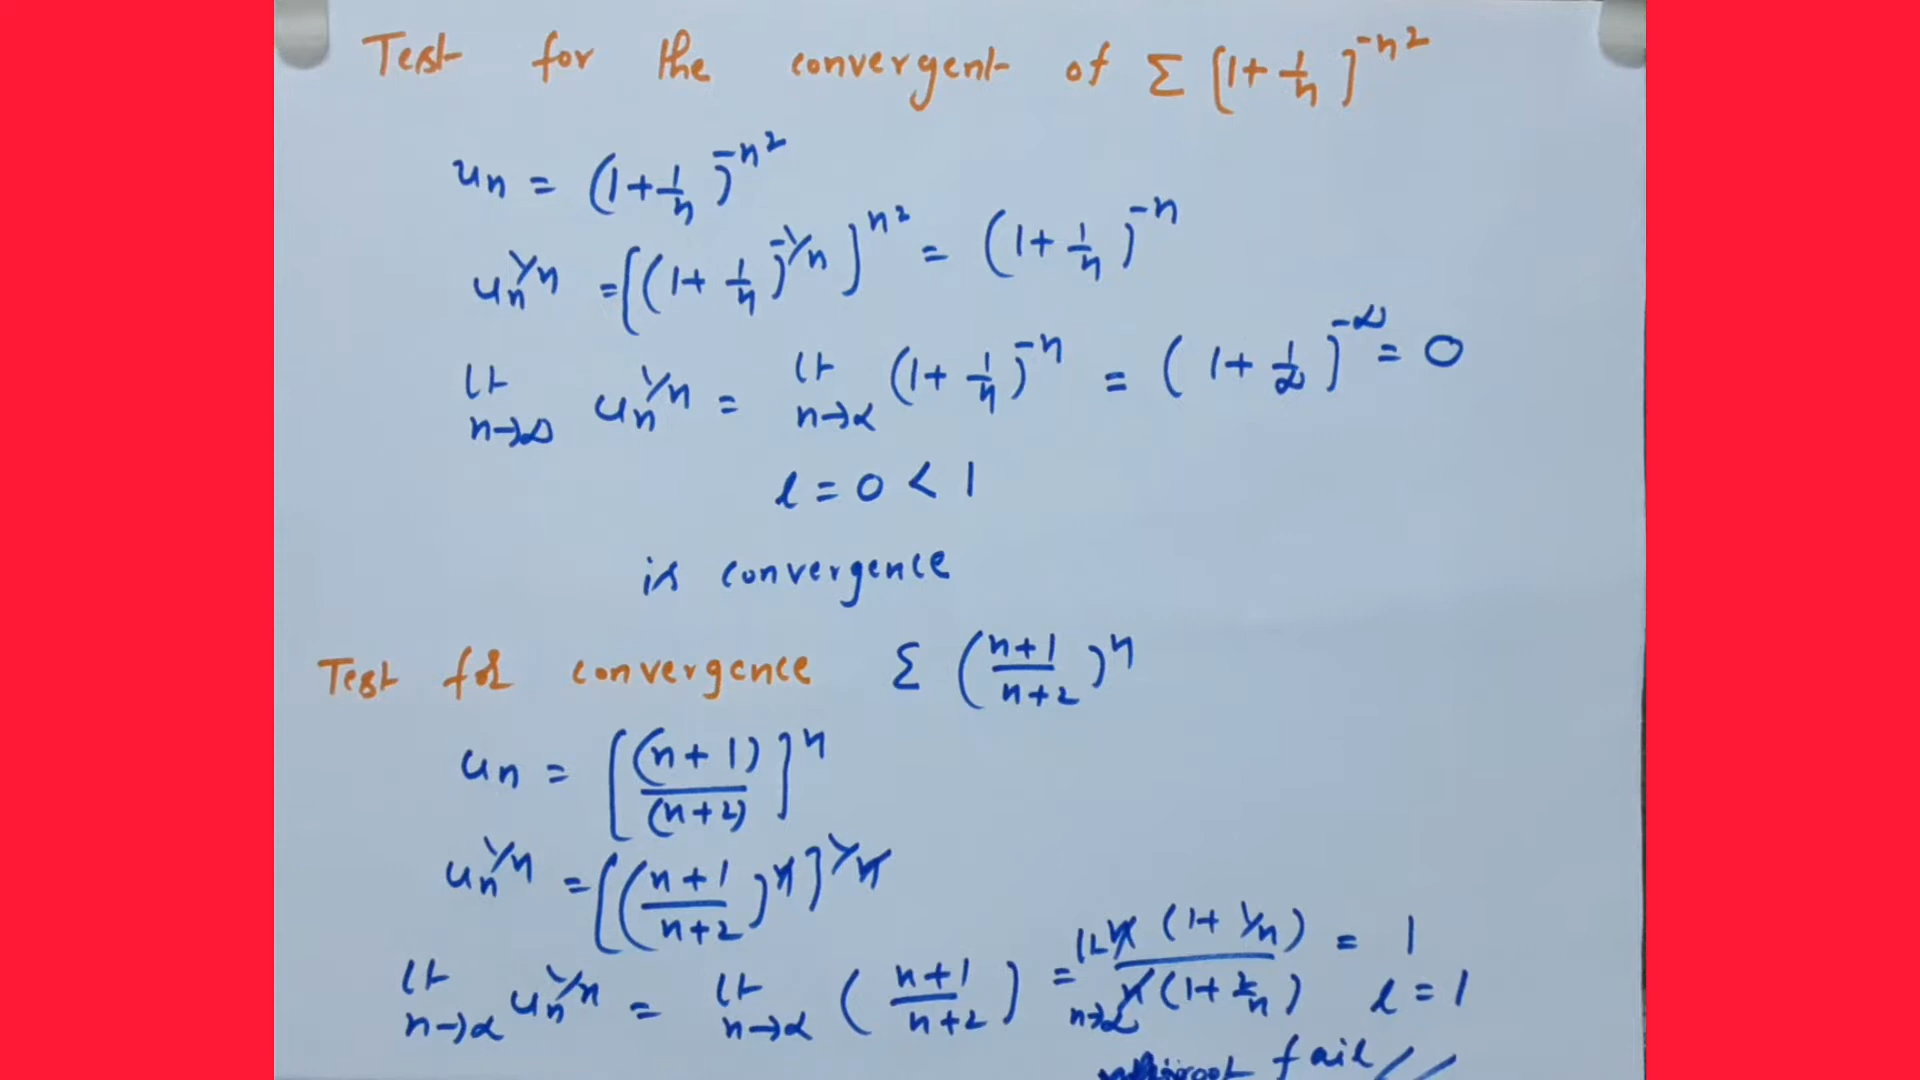 Test for the convergent of Σ [1+1/n]^-n²
un = (1+1/n)^-n²
un^1/n = [(1+1/n)^-1/n]^n² = (1+1/n)^-n
lt n→∞ un^1/n = lt n→α (1+1/n)^-n = (1+1/∞)^-∞ = 0
l = 0 < 1
is convergence
Test for convergence Σ (n+1/n+2)^n
un = [(n+1)/(n+2)]^n
un^1/n = [(n+1/n+2)^n]^1/n
lt n→α un^1/n = lt n→α (n+1/n+2) = lt n→α n(1+1/n)/n(1+2/n) = 1
l = 1
root fail //